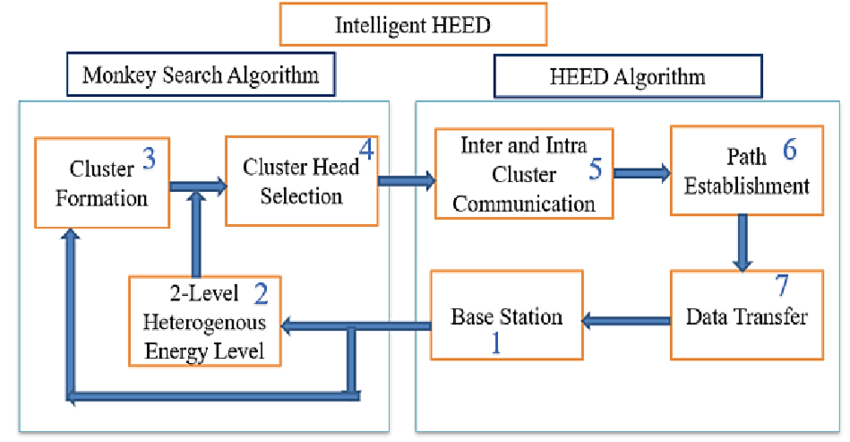 Intelligent HEED
Monkey Search Algorithm
HEED Algorithm
Cluster
Formation
3
Cluster Head
Selection
4
Inter and Intra
Cluster
Communication
5
Path
Establishment
6
2-Level
Heterogenous
Energy Level
2
Base Station
1
Data Transfer
7